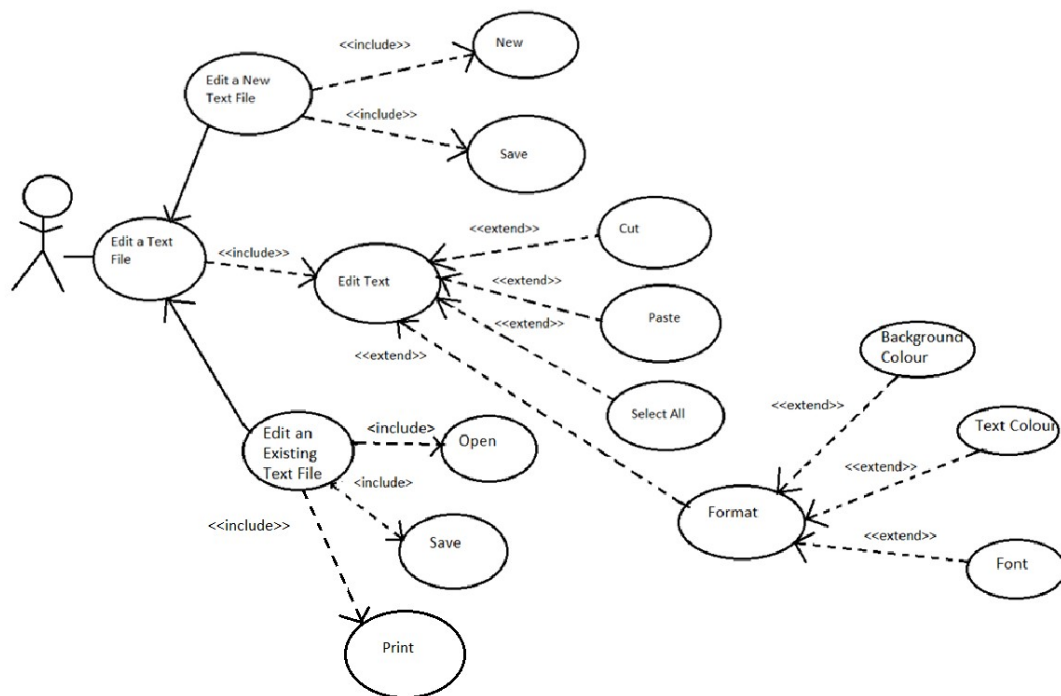 <<include>>
New
Edit a New
Text File
<<include>>
Save
Edit a Text
File
<<include>>
Edit Text
<<extend>>
Cut
<<extend>>
Paste
<<extend>>
<<extend>>
Select All
Background
Colour
<<extend>>
Text Colour
<<extend>>
Format
<<extend>>
Font
Edit an
Existing
Text File
<include>
Open
<include>
Save
<<include>>
Print